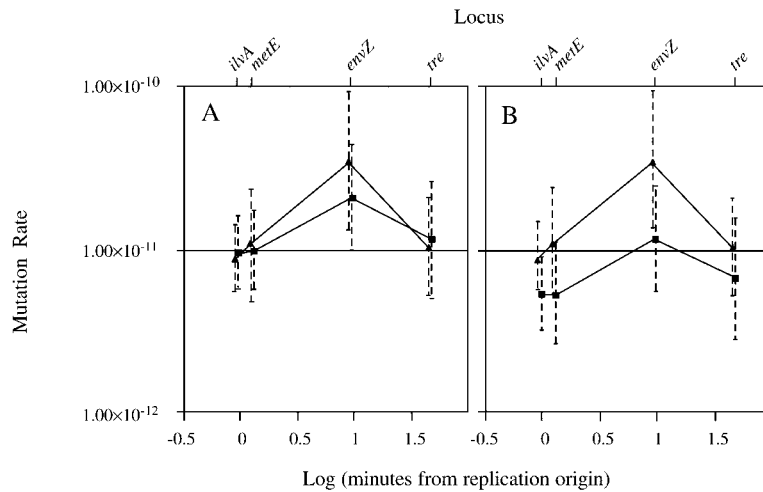 Locus
ilvA metE envZ tre ilvA metE envZ tre
1.00×10-10
A B
1.00×10-11
1.00×10-12
-0.5 0 0.5 1 1.5 -0.5 0 0.5 1 1.5
Mutation Rate
Log (minutes from replication origin)